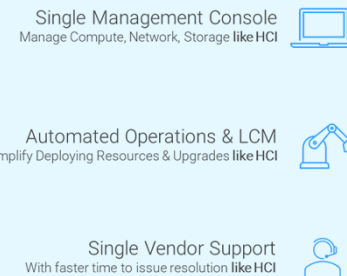 Single Management Console
Manage Compute, Network, Storage like HCI
Automated Operations & LCM
Deploying Resources & Upgrades like HCI
Single Vendor Support
With faster time to issue resolution like HCI